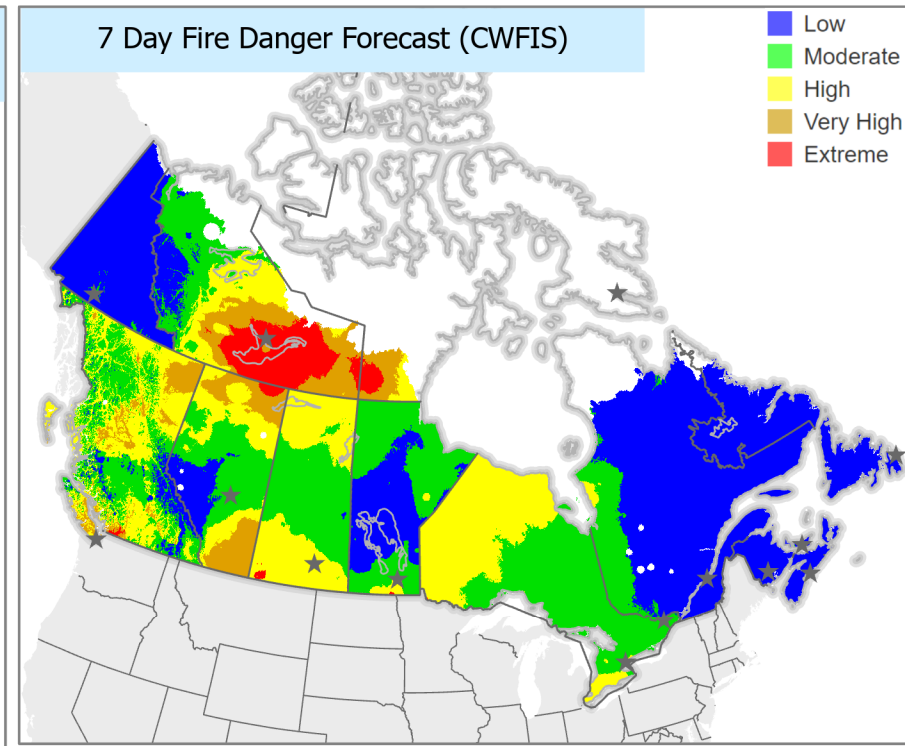 7 Day Fire Danger Forecast (CWFIS)
Low
Moderate
High
Very High
Extreme